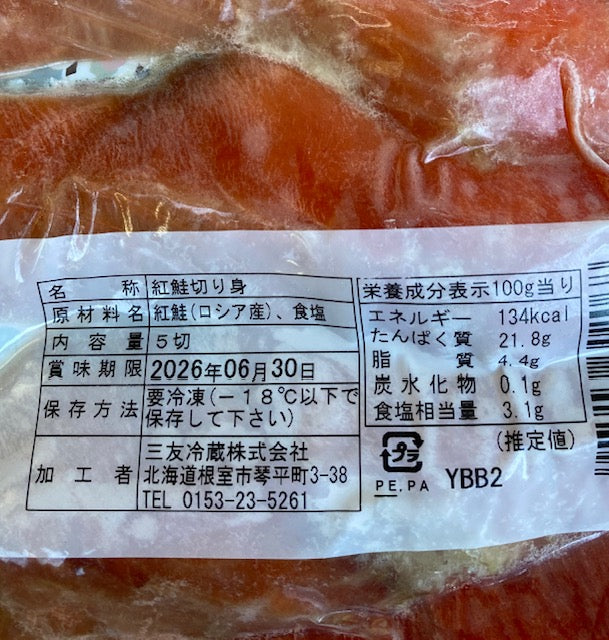 名称 紅鮭切り身
原材料名 紅鮭(ロシア産)、食塩
内容量 5切
賞味期限 2026年06月30日
保存方法 要冷凍(-18℃以下で
保存して下さい)
加工者 三友冷蔵株式会社
北海道根室市琴平町3-38
TEL 0153-23-5261
栄養成分表示100g当り
エネルギー 134kcal
たんぱく質 21.8g
脂質 4.4g
炭水化物 0.1g
食塩相当量 3.1g
(推定値)
プラ
PE,PA YBB2